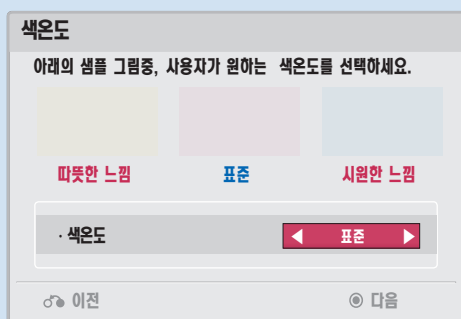 색온도
아래의 샘플 그림중, 사용자가 원하는 색온도를 선택하세요.
따뜻한 느낌 표준 시원한 느낌
· 색온도 ◀ 표준 ▶
이전 ◉ 다음